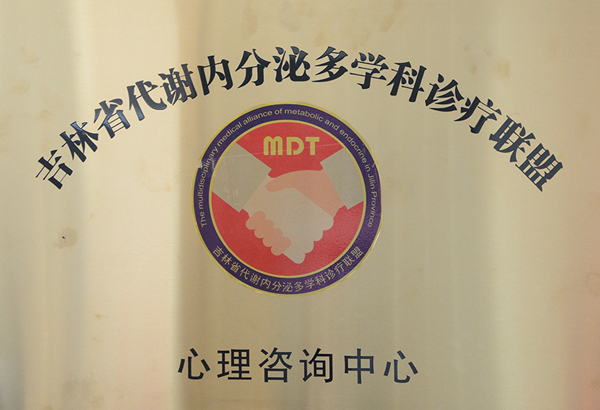 吉林省代谢内分泌多学科诊疗联盟
The multidisciplinary medical alliance of metabolic and endocrine in Jilin Province
MDT
吉林省代谢内分泌多学科诊疗联盟
心理咨询中心